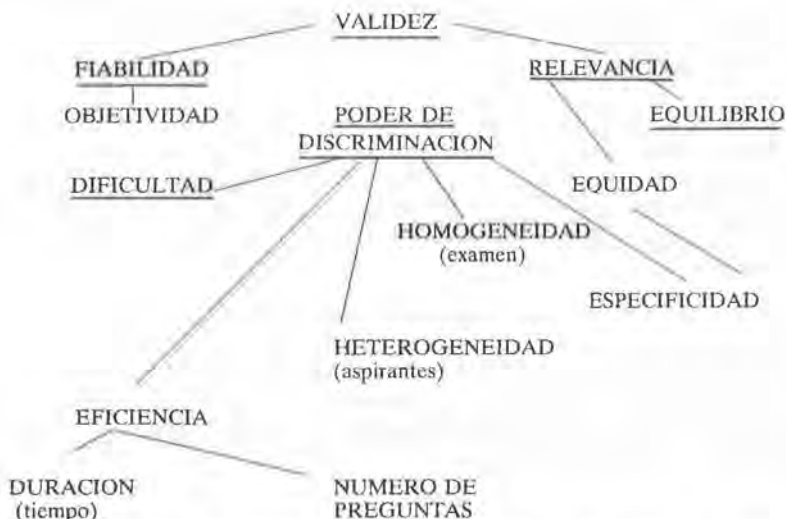 VALIDEZ
FIABILIDAD
RELEVANCIA
OBJETIVIDAD
PODER DE
DISCRIMINACION
EQUILIBRIO
DIFICULTAD
EQUIDAD
HOMOGENEIDAD
(examen)
ESPECIFICIDAD
HETEROGENEIDAD
(aspirantes)
EFICIENCIA
DURACION
(tiempo)
NUMERO DE
PREGUNTAS